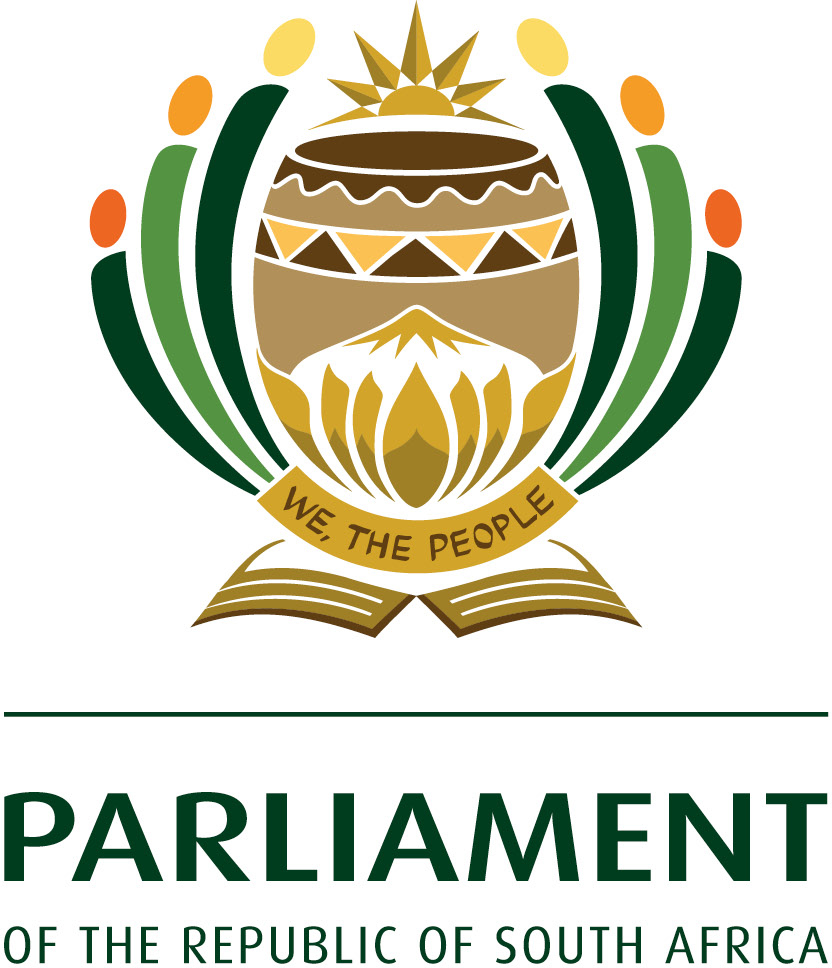 WE, THE PEOPLE
PARLIAMENT
OF THE REPUBLIC OF SOUTH AFRICA